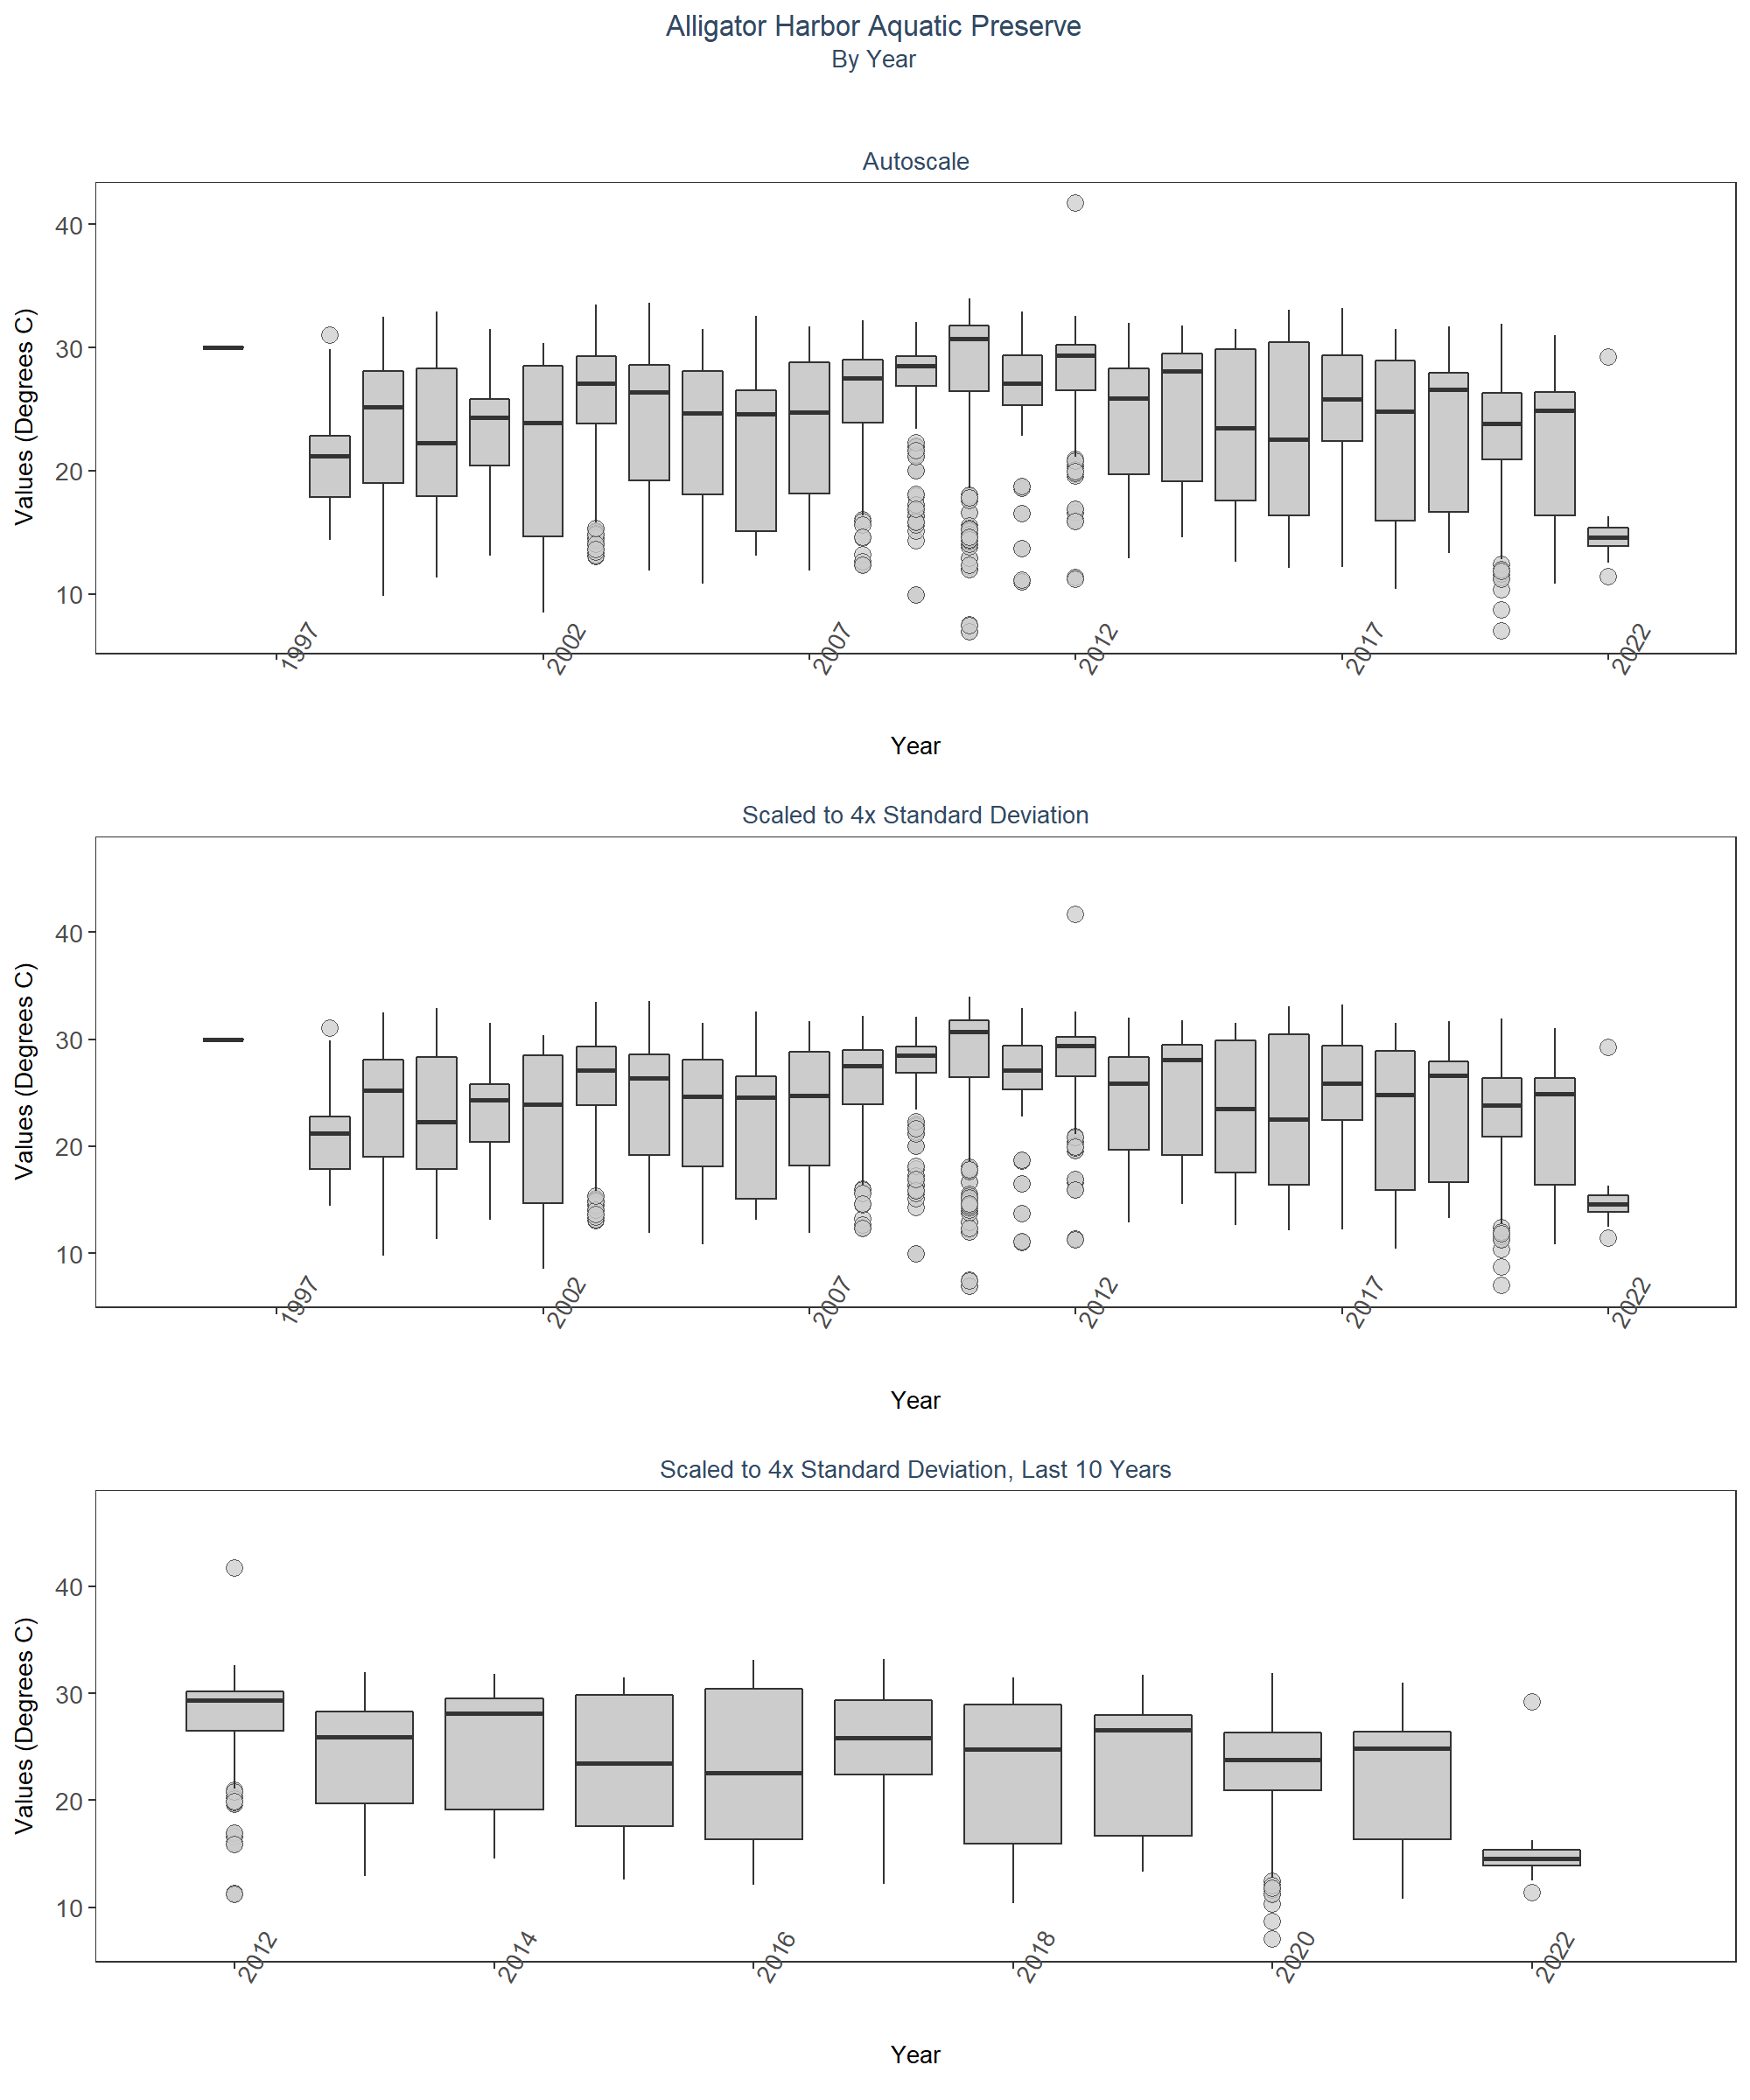 Alligator Harbor Aquatic Preserve
By Year
Autoscale
Values (Degrees C)
40
30
20
10
1997 2002 2007 2012 2017 2022
Year
Scaled to 4x Standard Deviation
Values (Degrees C)
40
30
20
10
1997 2002 2007 2012 2017 2022
Year
Scaled to 4x Standard Deviation, Last 10 Years
Values (Degrees C)
40
30
20
10
2012 2014 2016 2018 2020 2022
Year